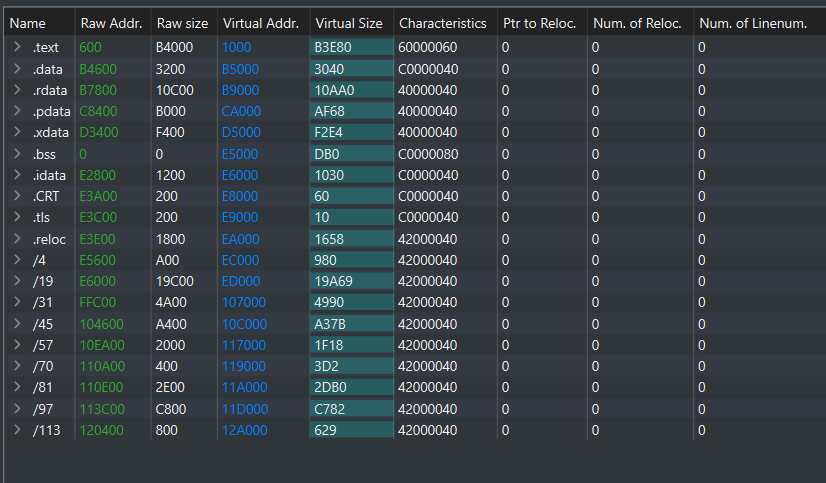 Name Raw Addr. Raw size Virtual Addr. Virtual Size Characteristics Ptr to Reloc. Num. of Reloc. Num. of Linenum.
.text 600 B4000 1000 B3E80 60000060 0 0 0
.data B4600 3200 B5000 3040 C0000040 0 0 0
.rdata B7800 10C00 B9000 10AA0 40000040 0 0 0
.pdata C8400 B000 CA000 AF68 40000040 0 0 0
.xdata D3400 F400 D5000 F2E4 40000040 0 0 0
.bss 0 0 E5000 DB0 C0000080 0 0 0
.idata E2800 1200 E6000 1030 C0000040 0 0 0
.CRT E3A00 200 E8000 60 C0000040 0 0 0
.tls E3C00 200 E9000 10 C0000040 0 0 0
.reloc E3E00 1800 EA000 1658 42000040 0 0 0
/4 E5600 A00 EC000 980 42000040 0 0 0
/19 E6000 19C00 ED000 19A69 42000040 0 0 0
/31 FFC00 4A00 107000 4990 42000040 0 0 0
/45 104600 A400 10C000 A37B 42000040 0 0 0
/57 10EA00 2000 117000 1F18 42000040 0 0 0
/70 110A00 400 119000 3D2 42000040 0 0 0
/81 110E00 2E00 11A000 2DB0 42000040 0 0 0
/97 113C00 C800 11D000 C782 42000040 0 0 0
/113 120400 800 12A000 629 42000040 0 0 0